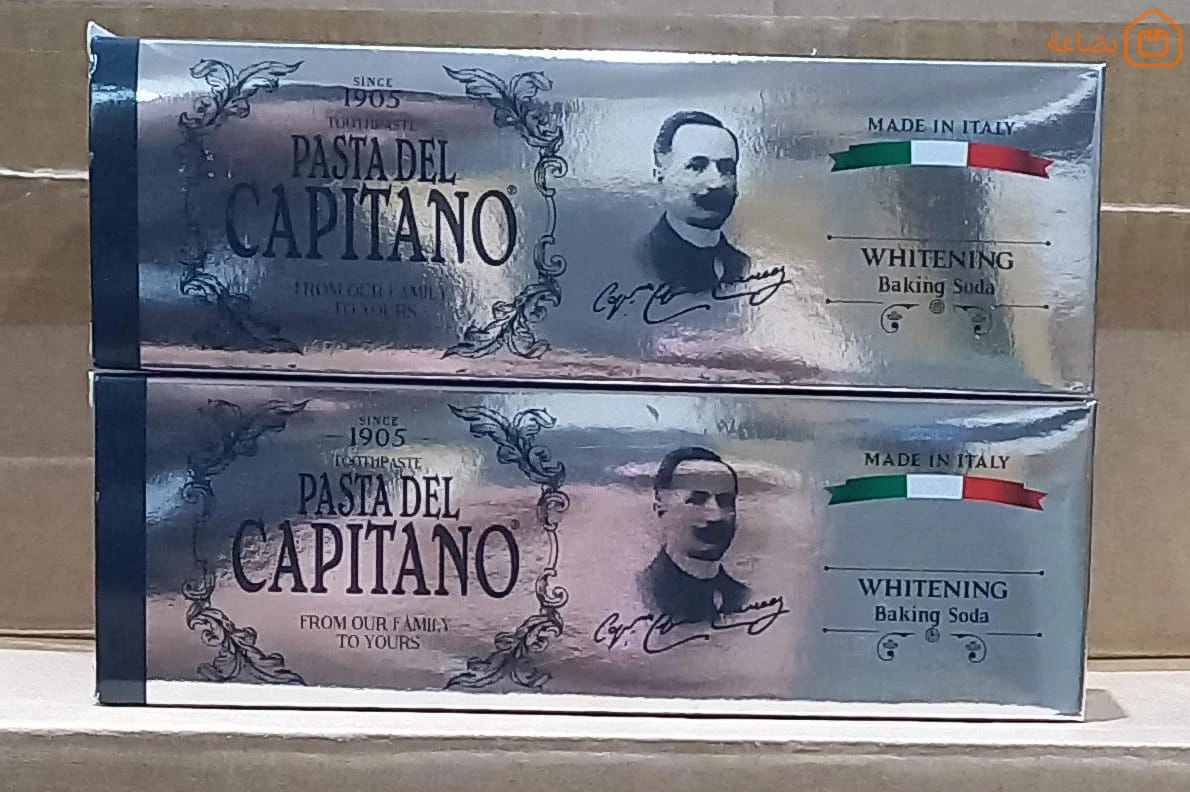 بضاعة
SINCE
1905
TOOTHPASTE
PASTA DEL
CAPITANO®
FROM OUR FAMILY
TO YOURS
MADE IN ITALY
WHITENING
Baking Soda
SINCE
1905
TOOTHPASTE
PASTA DEL
CAPITANO®
FROM OUR FAMILY
TO YOURS
MADE IN ITALY
WHITENING
Baking Soda